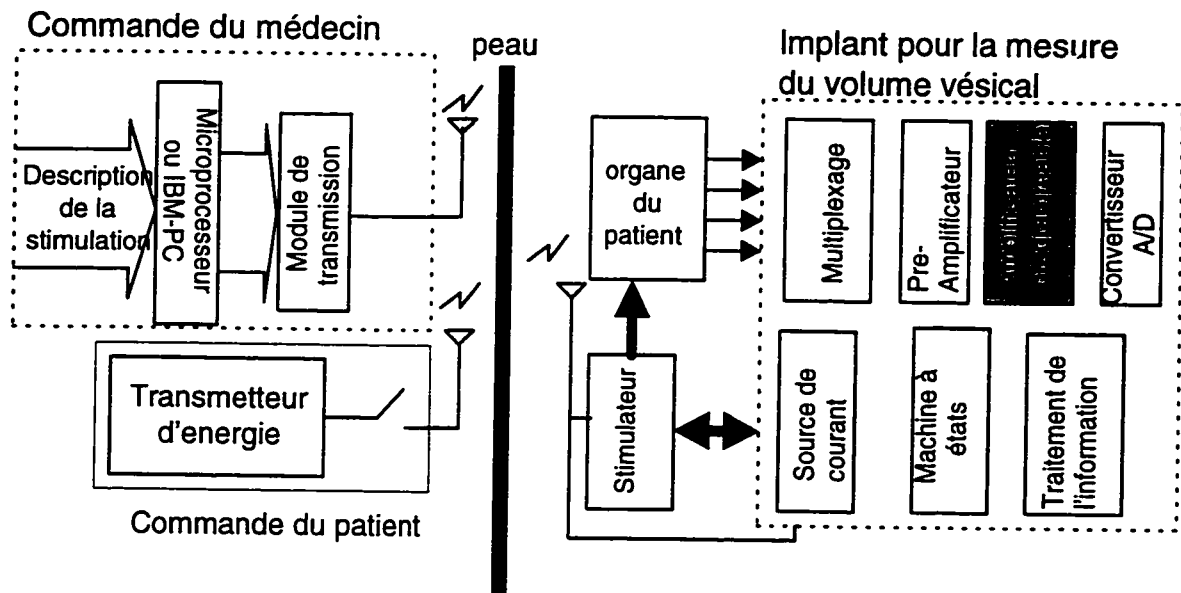 Commande du médecin
peau
Implant pour la mesure
du volume vésical
Description
de la
stimulation
Microprocesseur
ou IBM-PC
Module de
transmission
organe
du
patient
Multiplexage
Pre-
Amplificateur
Convertisseur
A/D
Transmetteur
d'energie
Stimulateur
Source de
courant
Machine à
états
Traitement de
l'information
Commande du patient